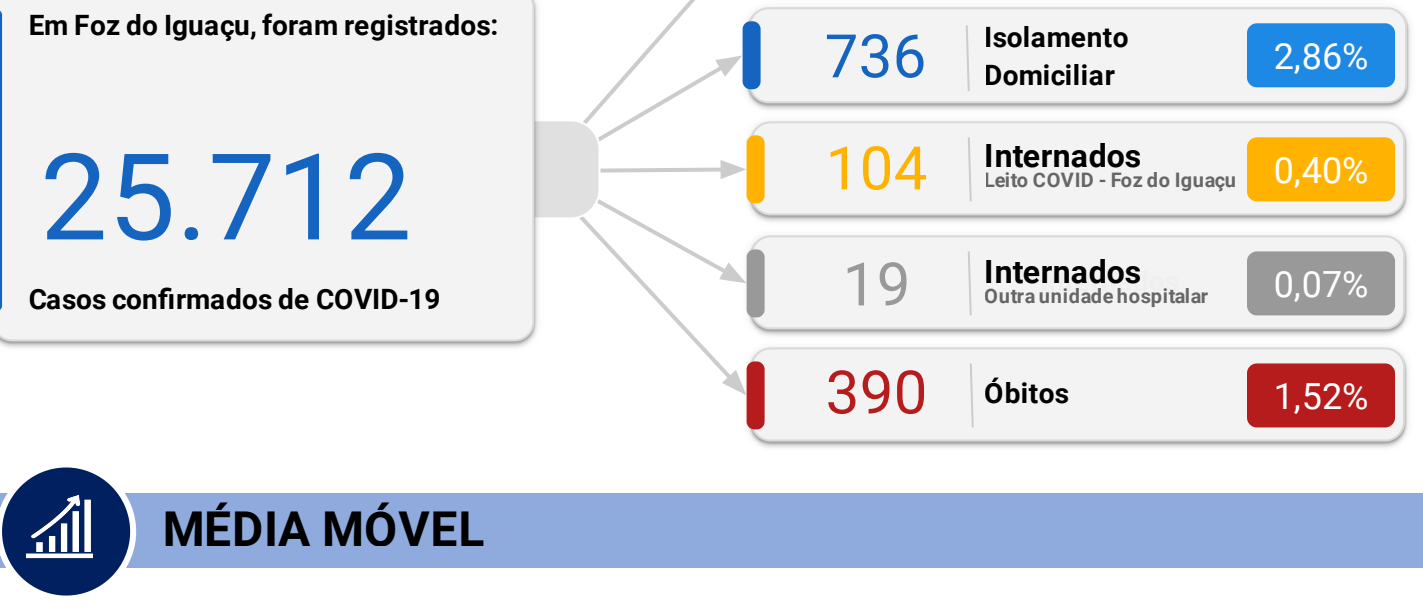 Em Foz do Iguaçu, foram registrados:
25.712
Casos confirmados de COVID-19
736
Isolamento
Domiciliar
2,86%
104
Internados
Leito COVID - Foz do Iguaçu
0,40%
19
Internados
Outra unidade hospitalar
0,07%
390
Óbitos
1,52%
MÉDIA MÓVEL